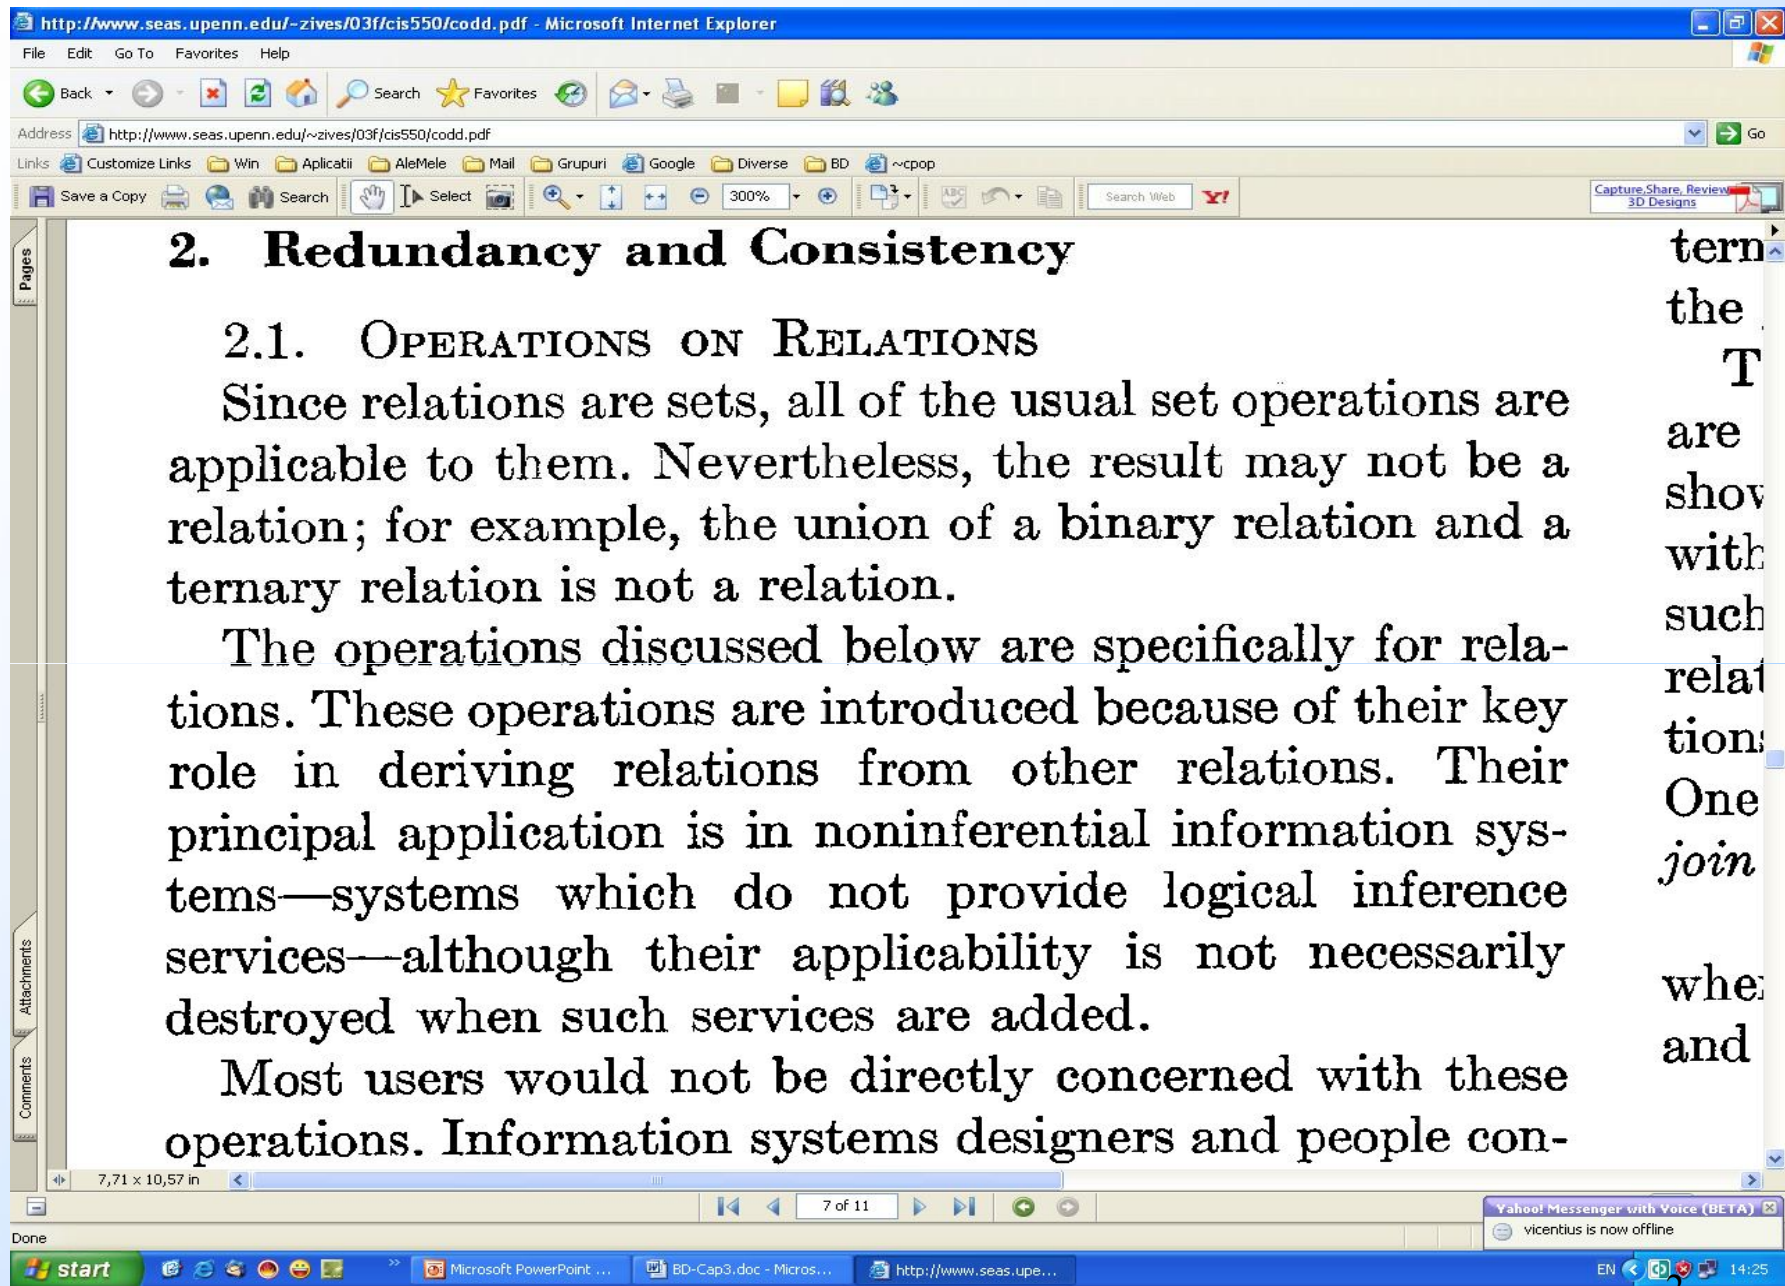 http://www.seas.upenn.edu/~zives/03f/cis550/codd.pdf - Microsoft Internet Explorer
File Edit Go To Favorites Help
Back Search Favorites
Address http://www.seas.upenn.edu/~zives/03f/cis550/codd.pdf Go
Links Customize Links Win Aplicatii AleMele Mail Grupuri Google Diverse BD ~cpop
Save a Copy Search Select 300% Search Web Y!
Capture,Share, Review
3D Designs
Pages
Attachments
Comments
2. Redundancy and Consistency
2.1. OPERATIONS ON RELATIONS
Since relations are sets, all of the usual set operations are
applicable to them. Nevertheless, the result may not be a
relation; for example, the union of a binary relation and a
ternary relation is not a relation.
The operations discussed below are specifically for rela-
tions. These operations are introduced because of their key
role in deriving relations from other relations. Their
principal application is in noninferential information sys-
tems—systems which do not provide logical inference
services—although their applicability is not necessarily
destroyed when such services are added.
Most users would not be directly concerned with these
operations. Information systems designers and people con-
tern
the
T
are
show
with
such
relat
tions
One
join
wher
and
7,71 x 10,57 in
7 of 11
Done
Yahoo! Messenger with Voice (BETA)
vicentius is now offline
start Microsoft PowerPoint ... BD-Cap3.doc - Micros... http://www.seas.upe... EN 14:25